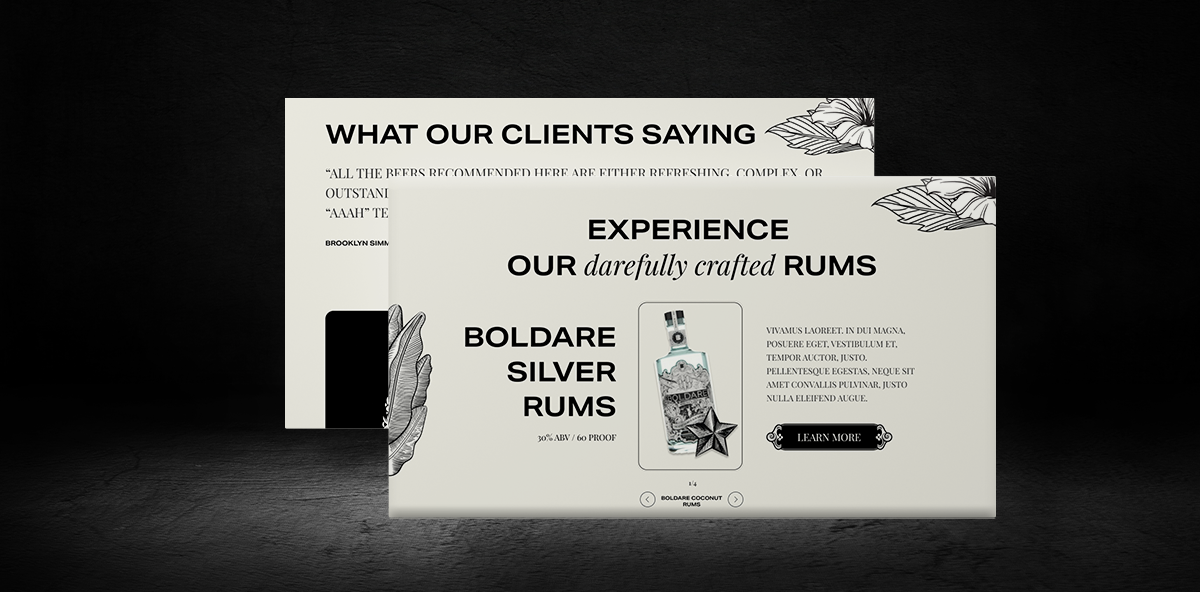 WHAT OUR CLIENTS SAYING
“ALL THE BEERS RECOMMENDED HERE ARE EITHER REFRESHING, COMPLEX, OR
OUTSTAND
“AAAH” TE
BROOKLYN SIMM
EXPERIENCE
OUR darefully crafted RUMS
BOLDARE
SILVER
RUMS
30% ABV / 60 PROOF
BOLDARE
VIVAMUS LAOREET. IN DUI MAGNA,
POSUERE EGET, VESTIBULUM ET,
TEMPOR AUCTOR, JUSTO.
PELLENTESQUE EGESTAS, NEQUE SIT
AMET CONVALLIS PULVINAR, JUSTO
NULLA ELEIFEND AUGUE.
LEARN MORE
1/4
BOLDARE COCONUT
RUMS